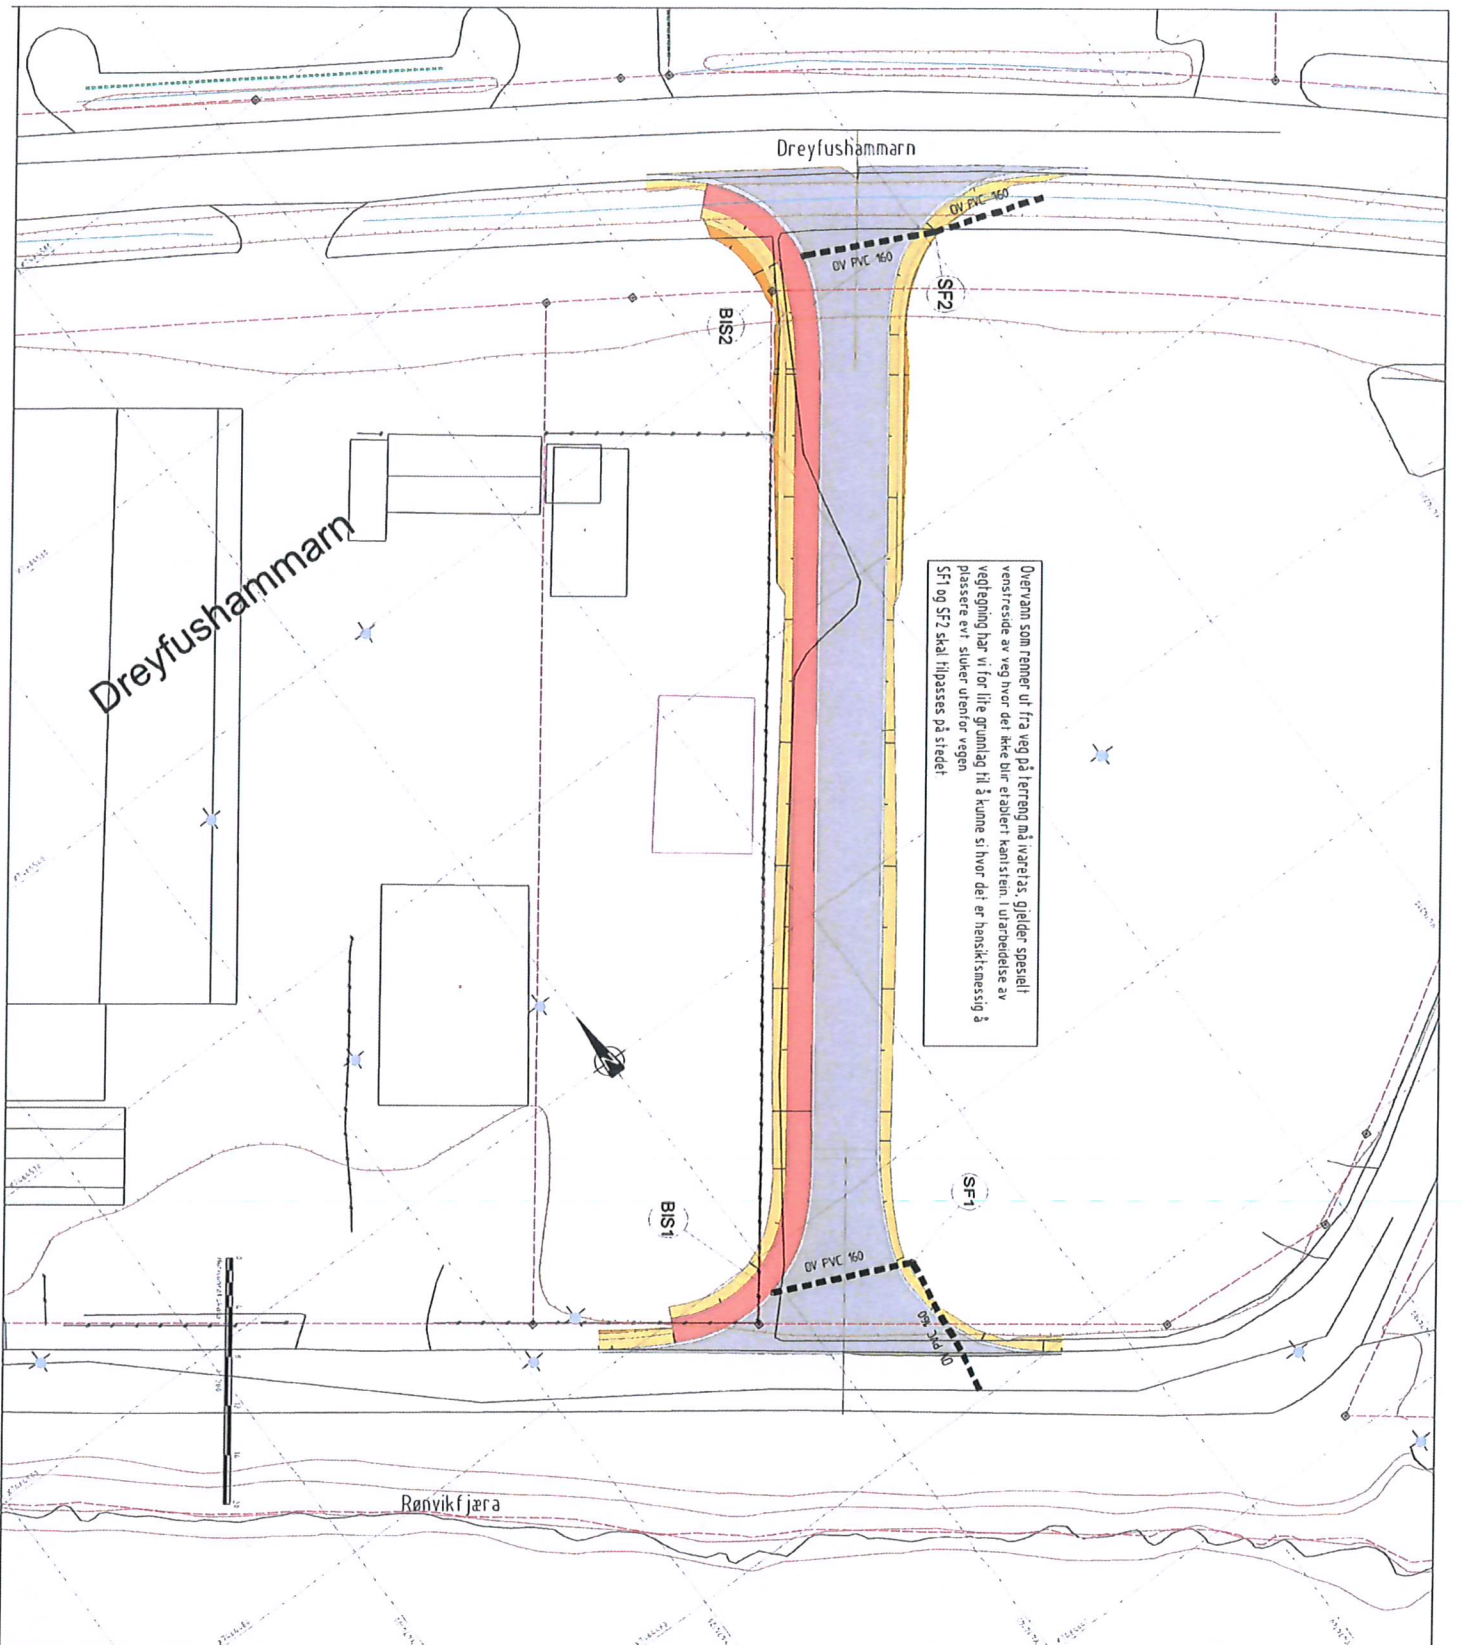 Dreyfushammarn
OV PVC 160
OV PVC 160
SF2
BIS2
Dreyfushammarn
Overvann som renner ut fra veg på terreng må ivaretas, gjelder spesielt
venstreside av veg hvor det ikke blir etablert kantstein. I utarbeidelse av
vegtegning har vi for lite grunnlag til å kunne si hvor det er hensiktsmessig å
plassere evt. sluker utenfor vegen
SF1 og SF2 skal tilpasses på stedet
SF1
BIS1
OV PVC 160
OV PVC 160
Rønvikfjæra